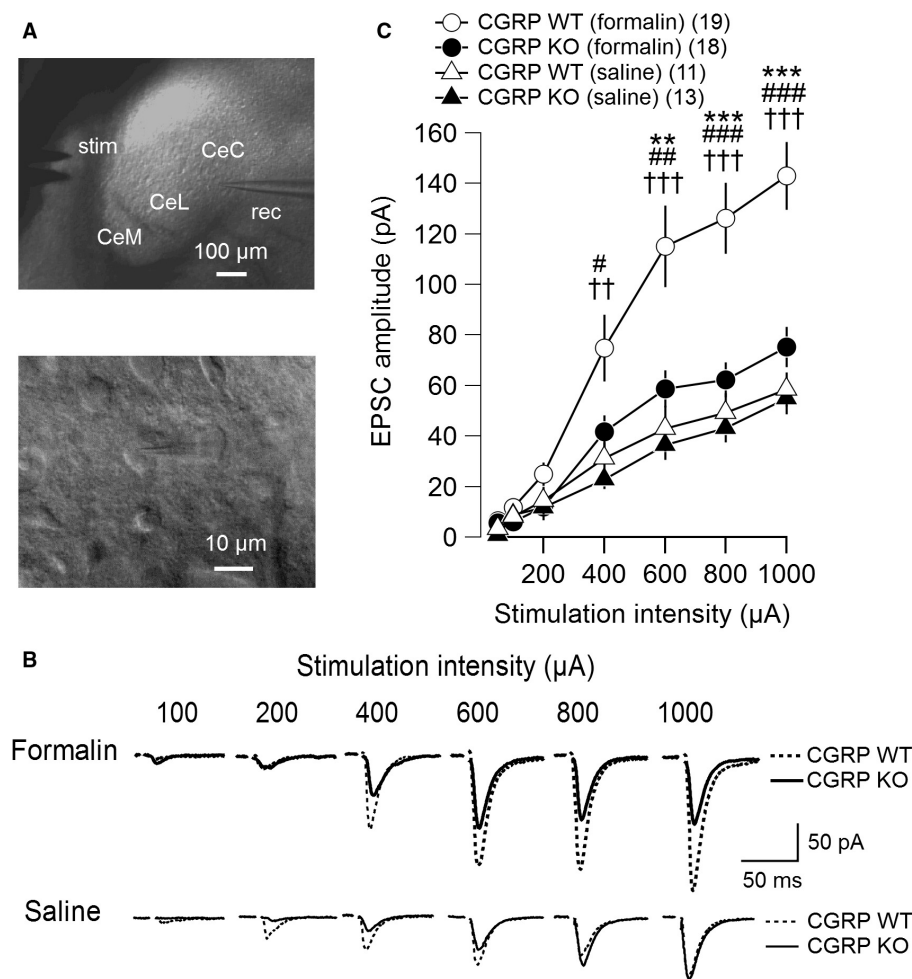 A
stim
CeC
CeL
rec
CeM
100 µm
10 µm
C
CGRP WT (formalin) (19)
CGRP KO (formalin) (18)
CGRP WT (saline) (11)
CGRP KO (saline) (13)
***
###
†††
***
###
†††
**
##
†††
#
††
EPSC amplitude (pA)
160
140
120
100
80
60
40
20
0
200 400 600 800 1000
Stimulation intensity (µA)
B
Stimulation intensity (µA)
100 200 400 600 800 1000
Formalin
CGRP WT
CGRP KO
50 pA
50 ms
Saline
CGRP WT
CGRP KO